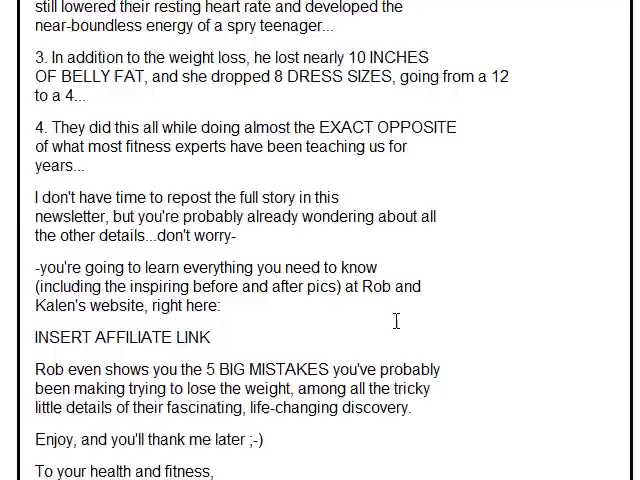 still lowered their resting heart rate and developed the
near-boundless energy of a spry teenager...
3. In addition to the weight loss, he lost nearly 10 INCHES
OF BELLY FAT, and she dropped 8 DRESS SIZES, going from a 12
to a 4...
4. They did this all while doing almost the EXACT OPPOSITE
of what most fitness experts have been teaching us for
years...
I don't have time to repost the full story in this
newsletter, but you're probably already wondering about all
the other details...don't worry-
-you're going to learn everything you need to know
(including the inspiring before and after pics) at Rob and
Kalen's website, right here:
INSERT AFFILIATE LINK
Rob even shows you the 5 BIG MISTAKES you've probably
been making trying to lose the weight, among all the tricky
little details of their fascinating, life-changing discovery.
Enjoy, and you'll thank me later ;-)
To your health and fitness,